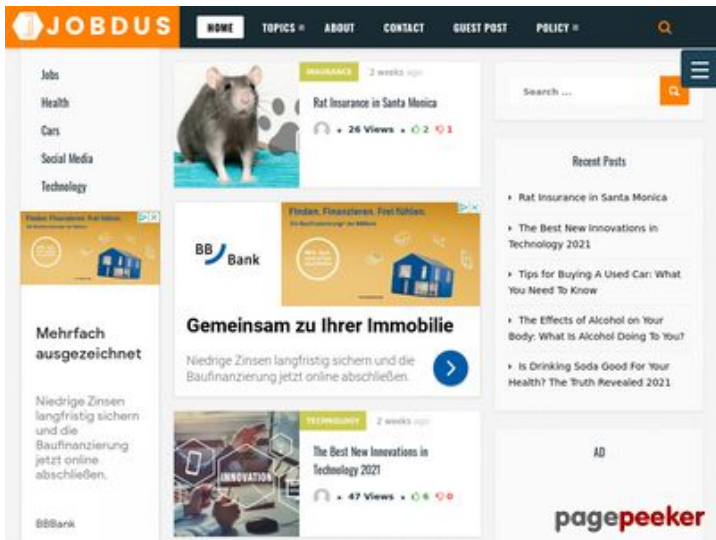 JOBDUS
HOME
TOPICS
ABOUT
CONTACT
GUEST POST
POLICY
Jobs
Health
Cars
Social Media
Technology
Finden. Finanzieren. Frei fühlen.
Mehrfach
ausgezeichnet
Niedrige Zinsen
langfristig sichern
und die
Baufinanzierung
jetzt online
abschließen.
BBBank
INSURANCE
2 weeks ago
Rat Insurance in Santa Monica
26 Views
2
1
BB
Bank
Finden. Finanzieren. Frei fühlen.
Gemeinsam zu Ihrer Immobilie
Niedrige Zinsen langfristig sichern und die
Baufinanzierung jetzt online abschließen.
TECHNOLOGY
2 weeks ago
The Best New Innovations in
Technology 2021
47 Views
6
0
INNOVATION
Search ...
Recent Posts
Rat Insurance in Santa Monica
The Best New Innovations in
Technology 2021
Tips for Buying A Used Car: What
You Need To Know
The Effects of Alcohol on Your
Body: What Is Alcohol Doing To You?
Is Drinking Soda Good For Your
Health? The Truth Revealed 2021
AD
pagepeeker